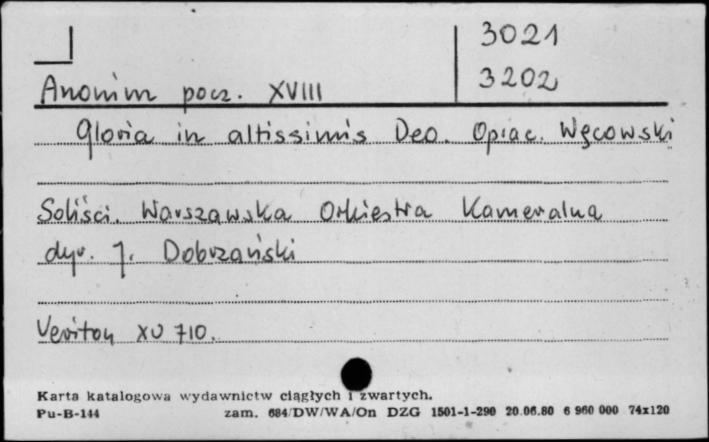 3021
3202
Anonim pocz. XVIII
Gloria in altissimis Deo. Oprac. Węcowski
Soliści. Warszawska Orkiestra Kameralna
dyr. J. Dobrzański
Veriton XV 710.
Karta katalogowa wydawnictw ciągłych i zwartych.
Pu-B-144 zam. 684/DW/WA/On DZG 1501-1-290 20.06.80 6 960 000 74x120